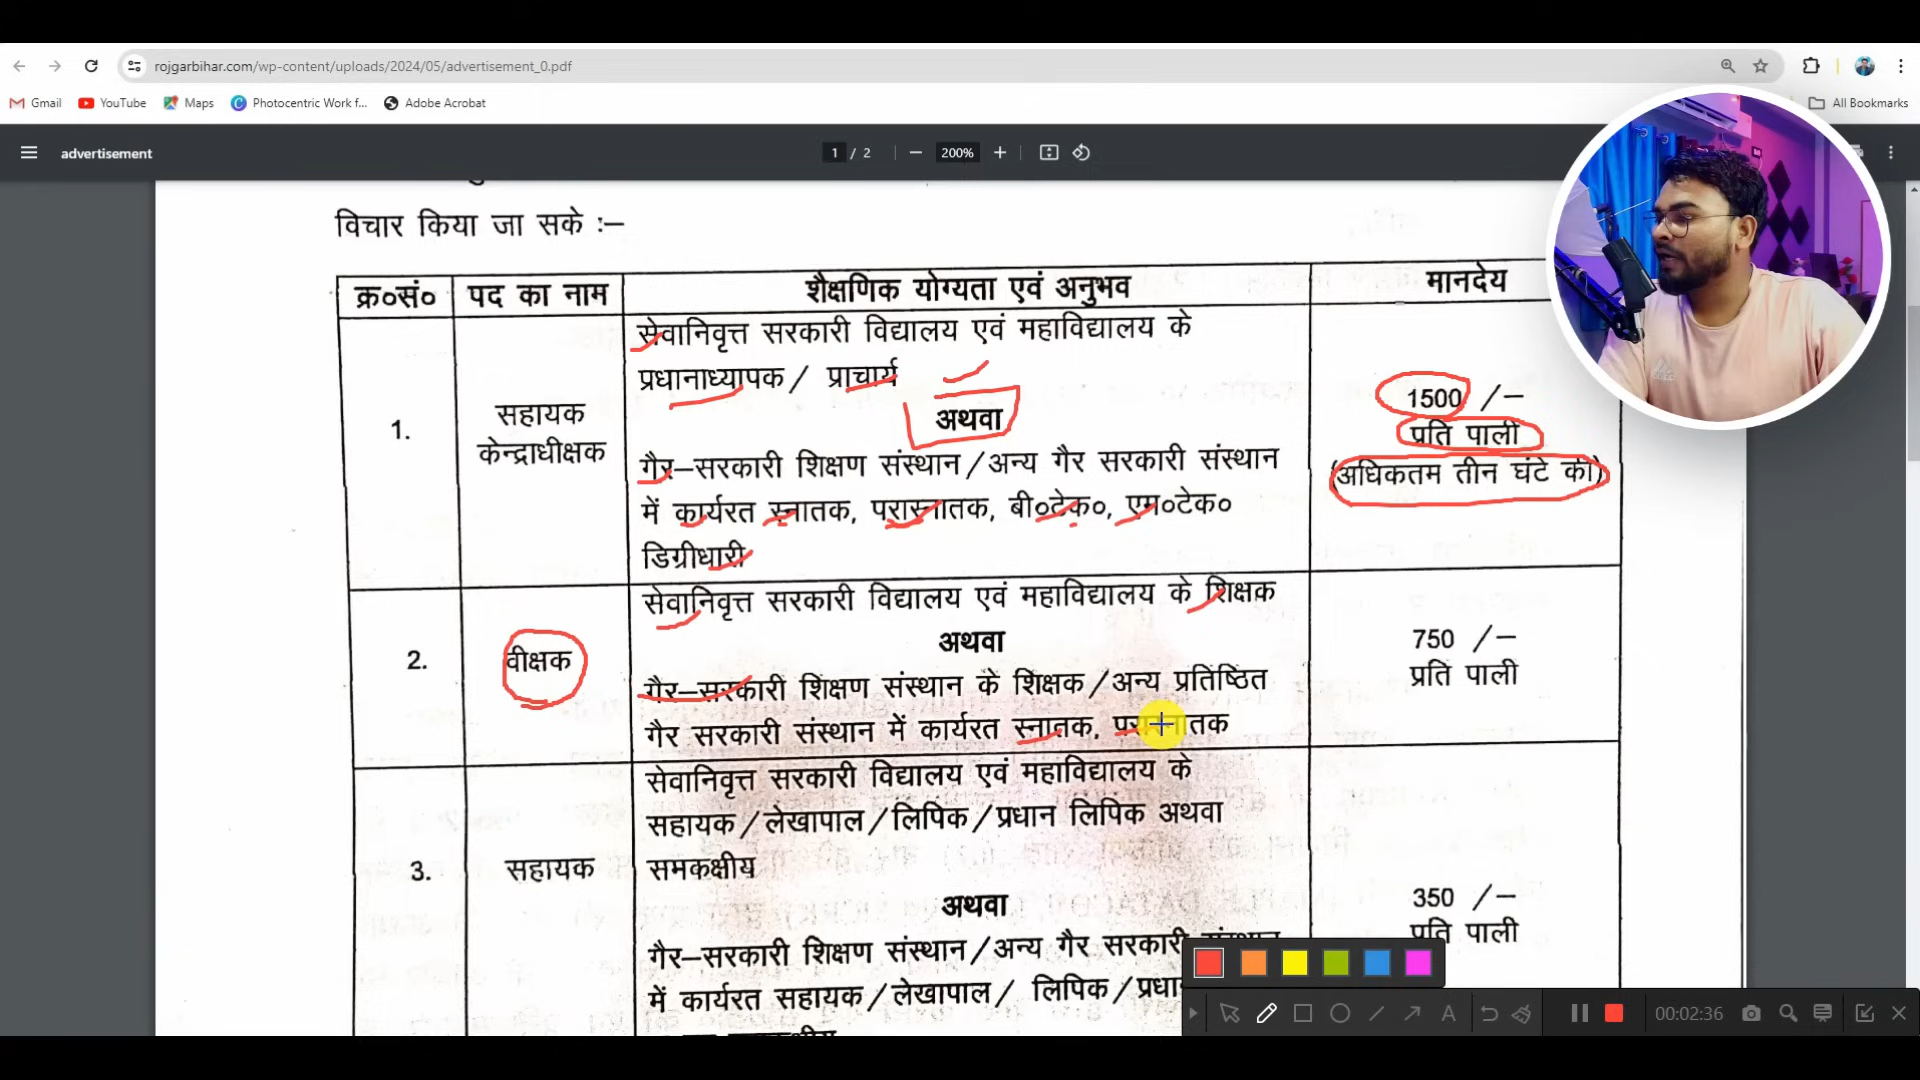 rojgarbihar.com/wp-content/uploads/2024/05/advertisement_0.pdf
Gmail YouTube Maps Photocentric Work f... Adobe Acrobat All Bookmarks
advertisement 1 / 2 200%
विचार किया जा सके :–
क्र०सं० पद का नाम शैक्षणिक योग्यता एवं अनुभव मानदेय
1. सहायक केन्द्राधीक्षक
सेवानिवृत्त सरकारी विद्यालय एवं महाविद्यालय के
प्रधानाध्यापक/ प्राचार्य
अथवा
गैर–सरकारी शिक्षण संस्थान/अन्य गैर सरकारी संस्थान
में कार्यरत स्नातक, परास्नातक, बी०टेक०, एम०टेक०
डिग्रीधारी
1500 /–
प्रति पाली
(अधिकतम तीन घंटे की)
2. वीक्षक
सेवानिवृत्त सरकारी विद्यालय एवं महाविद्यालय के शिक्षक
अथवा
गैर–सरकारी शिक्षण संस्थान के शिक्षक/अन्य प्रतिष्ठित
गैर सरकारी संस्थान में कार्यरत स्नातक, परास्नातक
750 /–
प्रति पाली
3. सहायक
सेवानिवृत्त सरकारी विद्यालय एवं महाविद्यालय के
सहायक/लेखापाल/लिपिक/प्रधान लिपिक अथवा
समकक्षीय
अथवा
गैर–सरकारी शिक्षण संस्थान/अन्य गैर सरकारी संस्थान
में कार्यरत सहायक/लेखापाल/ लिपिक/
350 /–
प्रति पाली
00:02:36